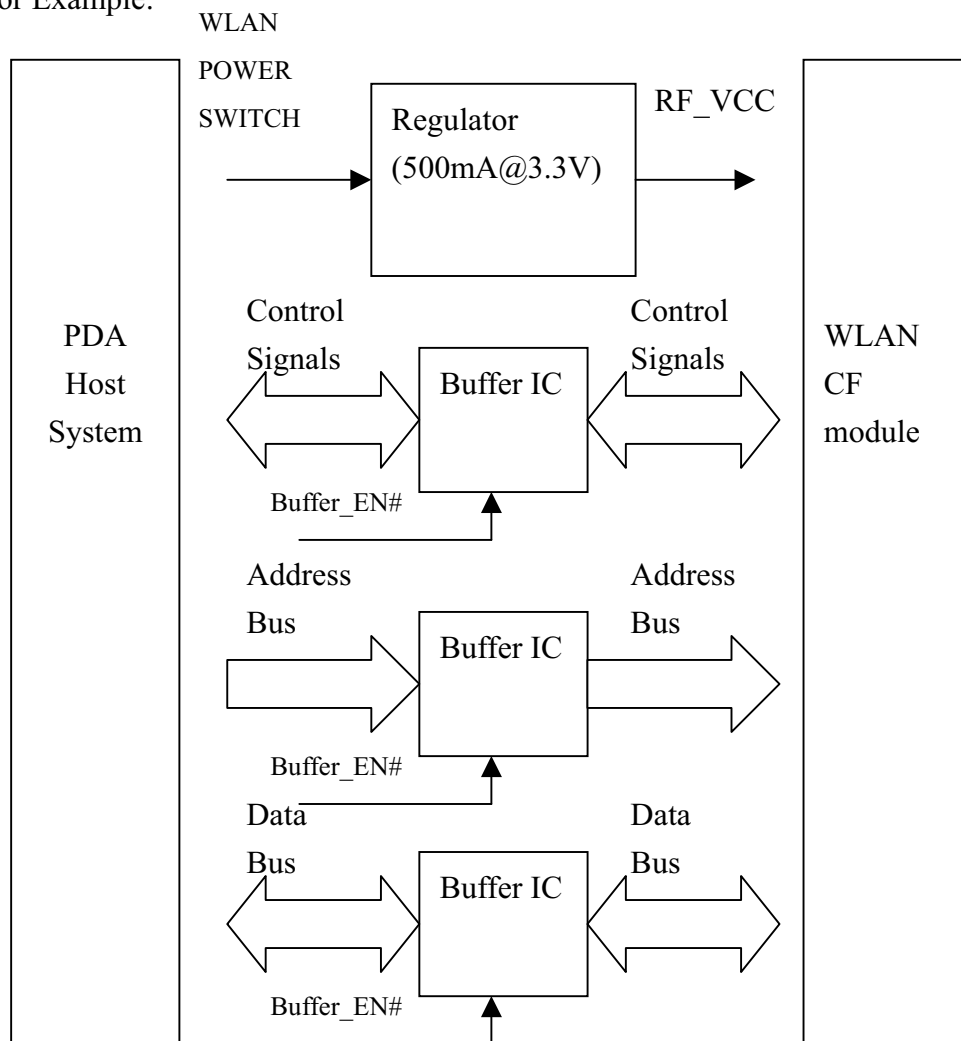 or Example:
WLAN
POWER
SWITCH
Regulator
(500mA@3.3V)
RF_VCC
PDA
Host
System
Control
Signals
Buffer IC
Control
Signals
WLAN
CF
module
Buffer_EN#
Address
Bus
Buffer IC
Address
Bus
Buffer_EN#
Data
Bus
Buffer IC
Data
Bus
Buffer_EN#